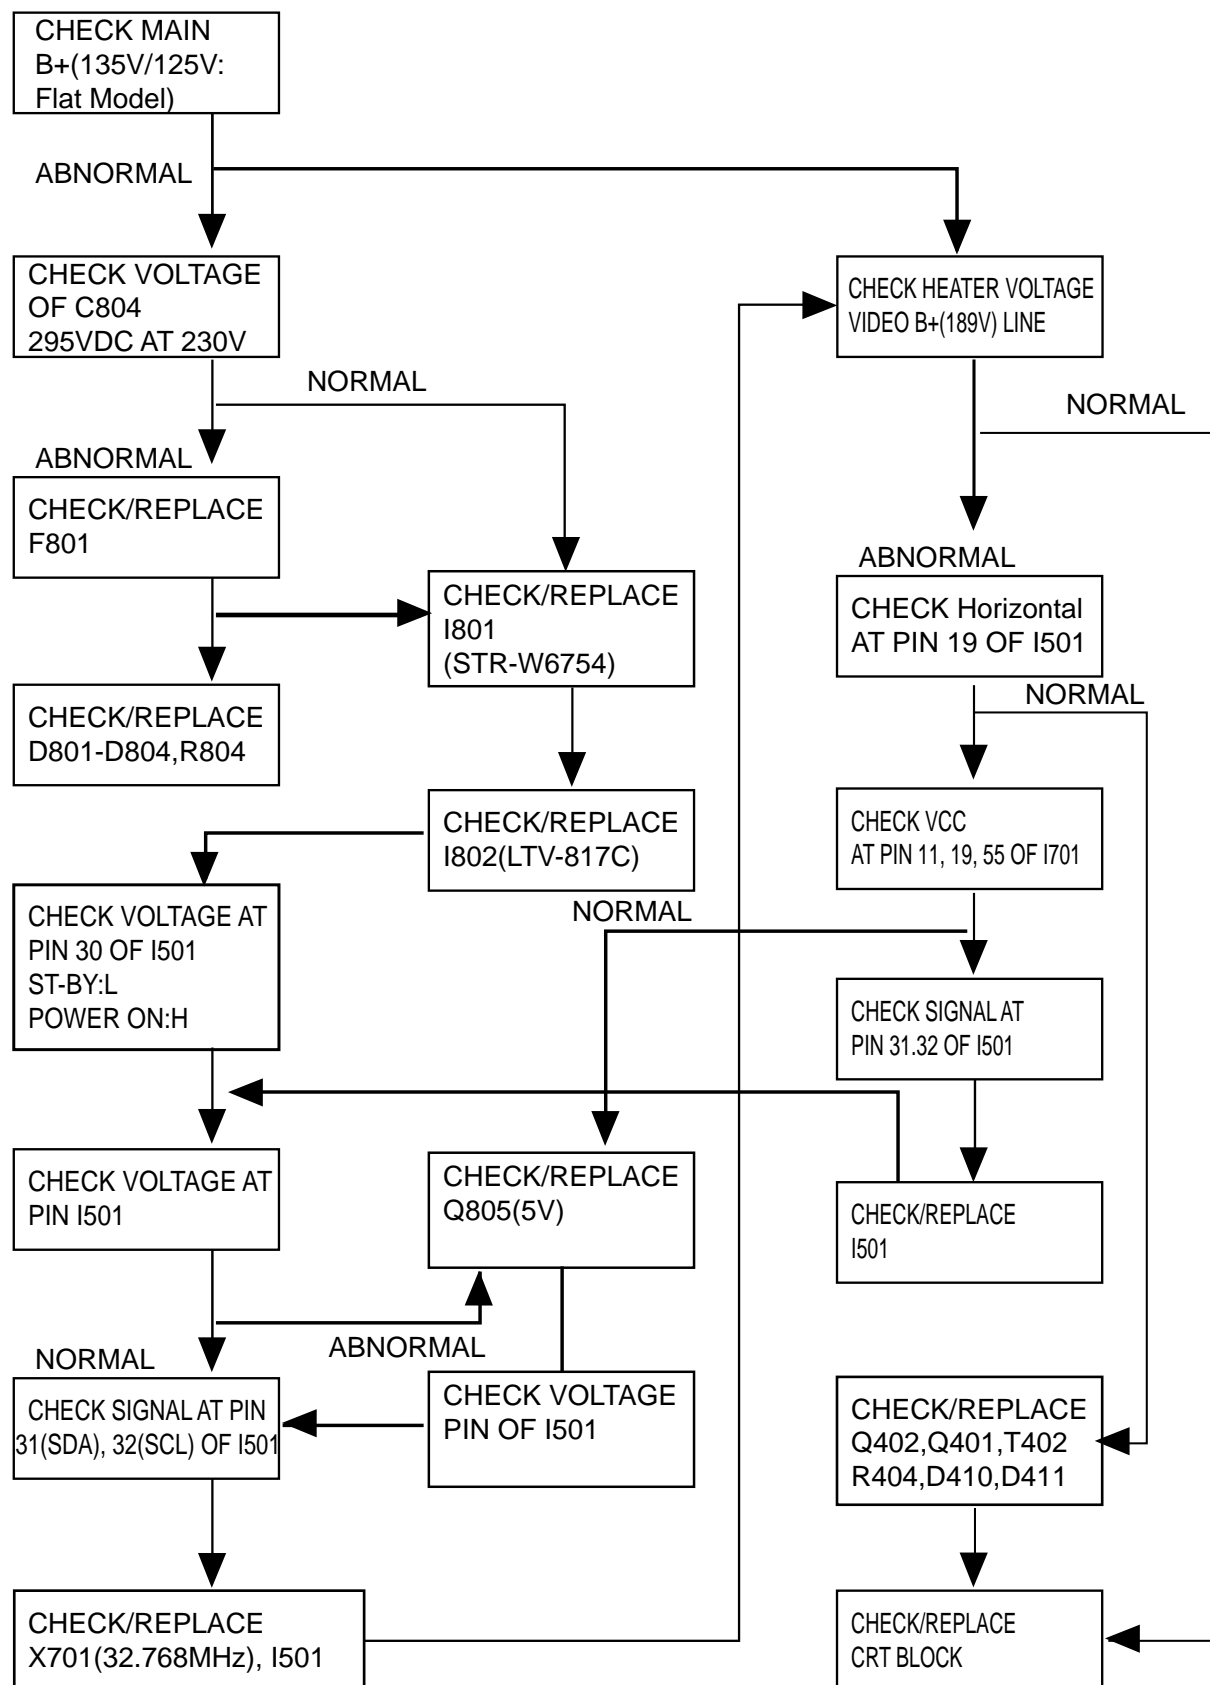 CHECK MAIN
B+(135V/125V:
Flat Model)
ABNORMAL
CHECK VOLTAGE
OF C804
295VDC AT 230V
NORMAL
ABNORMAL
CHECK/REPLACE
F801
CHECK/REPLACE
I801
(STR-W6754)
CHECK/REPLACE
D801-D804,R804
CHECK/REPLACE
I802(LTV-817C)
CHECK VOLTAGE AT
PIN 30 OF I501
ST-BY:L
POWER ON:H
NORMAL
CHECK VOLTAGE AT
PIN I501
CHECK/REPLACE
Q805(5V)
ABNORMAL
NORMAL
CHECK SIGNAL AT PIN
31(SDA), 32(SCL) OF I501
CHECK VOLTAGE
PIN OF I501
CHECK/REPLACE
X701(32.768MHz), I501
CHECK HEATER VOLTAGE
VIDEO B+(189V) LINE
NORMAL
ABNORMAL
CHECK Horizontal
AT PIN 19 OF I501
NORMAL
CHECK VCC
AT PIN 11, 19, 55 OF I701
CHECK SIGNAL AT
PIN 31.32 OF I501
CHECK/REPLACE
I501
CHECK/REPLACE
Q402,Q401,T402
R404,D410,D411
CHECK/REPLACE
CRT BLOCK